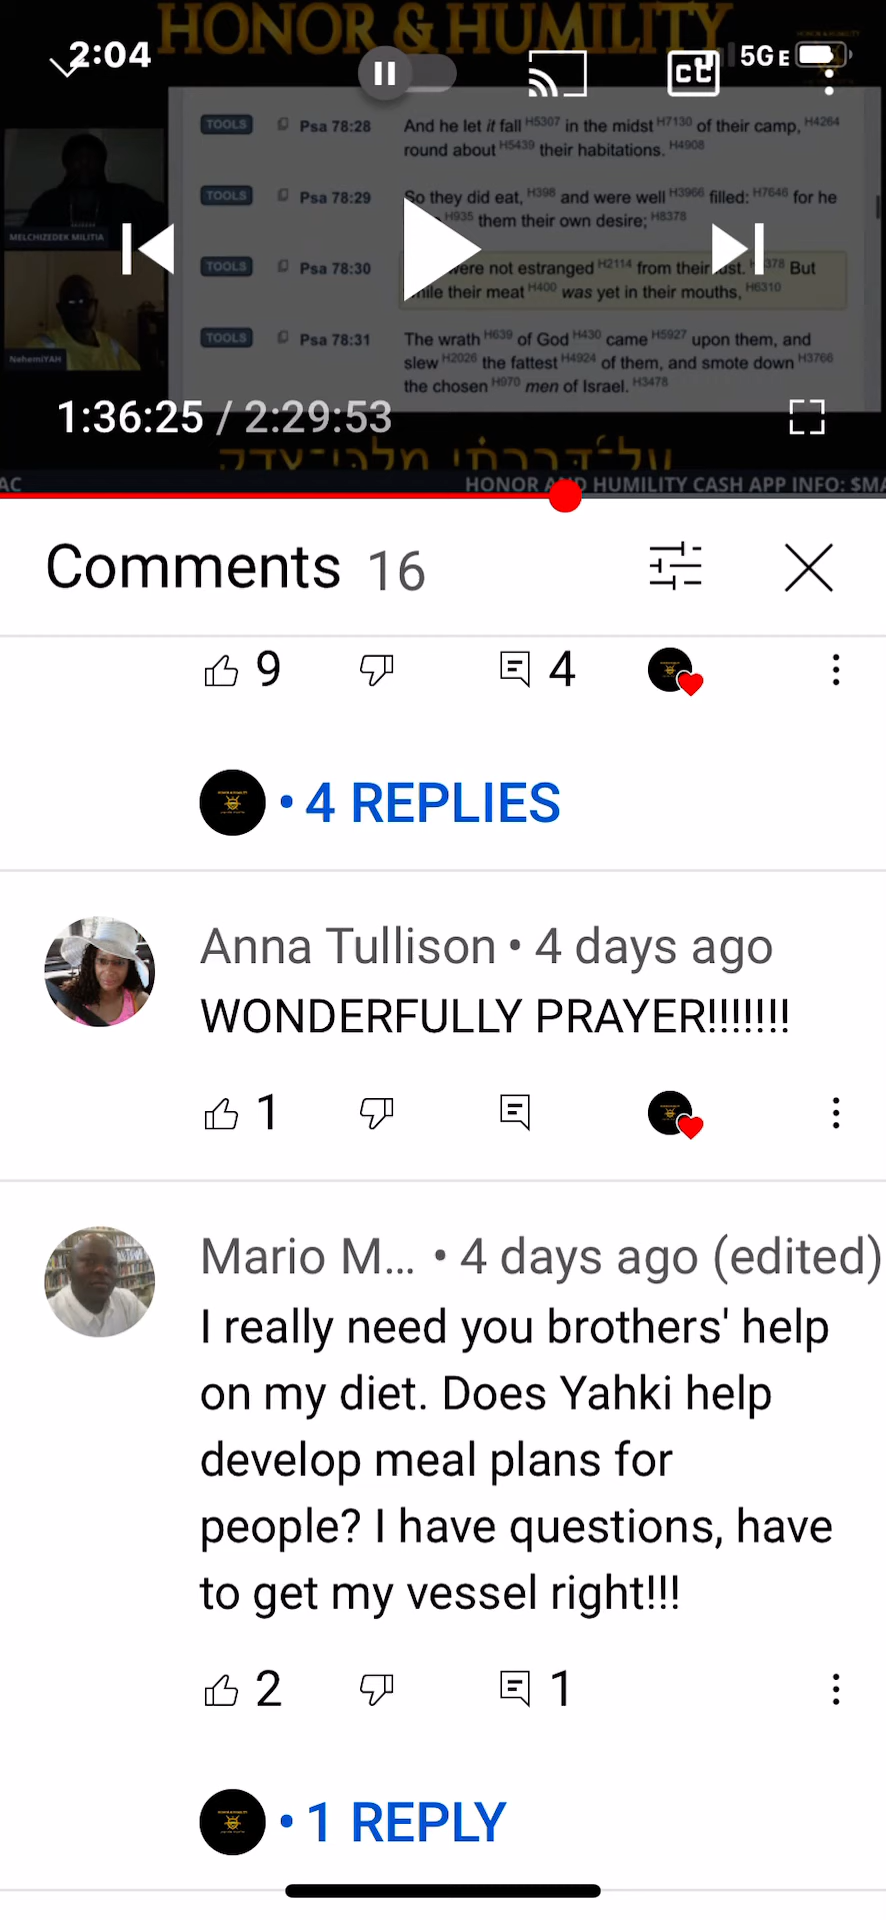 HONOR & HUMILITY
2:04
5GE
TOOLS Psa 78:28 And he let it fall H5307 in the midst H7130 of their camp, H4264
round about H5439 their habitations. H4908
TOOLS Psa 78:29 So they did eat, H398 and were well H3966 filled: H7646 for he
H935 them their own desire; H8378
MELCHIZEDEK MILITIA
TOOLS Psa 78:30 were not estranged H2114 from their lust. But
while their meat H400 was yet in their mouths, H6310
NehemiYAH
TOOLS Psa 78:31 The wrath H639 of God H430 came H5927 upon them, and
slew H2026 the fattest H4924 of them, and smote down H3766
the chosen H970 men of Israel. H3478
1:36:25 / 2:29:53
AC HONOR AND HUMILITY CASH APP INFO: $MA
Comments 16
9 4
• 4 REPLIES
Anna Tullison • 4 days ago
WONDERFULLY PRAYER!!!!!!!
1
Mario M... • 4 days ago (edited)
I really need you brothers' help
on my diet. Does Yahki help
develop meal plans for
people? I have questions, have
to get my vessel right!!!
2 1
• 1 REPLY